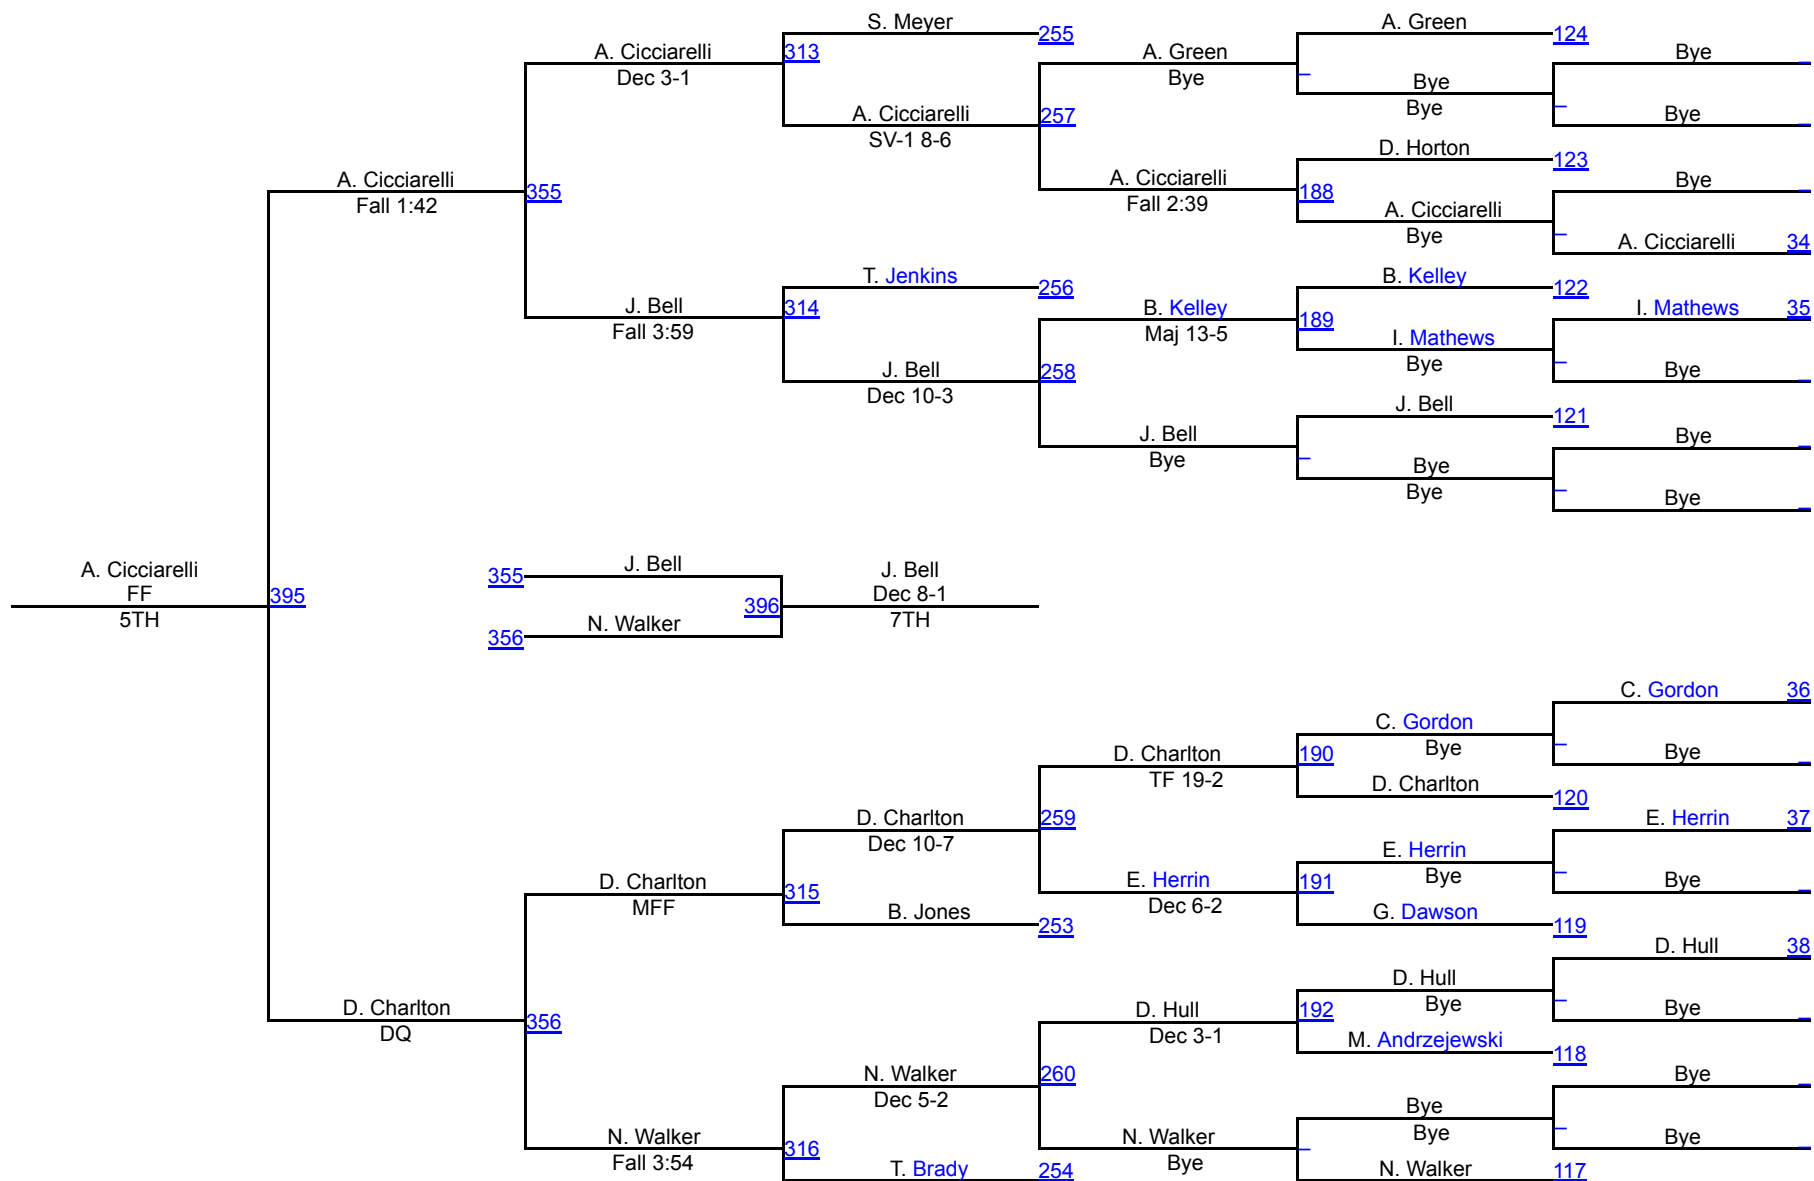 S. Meyer
255
A. Green
124
A. Cicciarelli
Dec 3-1
313
A. Green
Bye
Bye
Bye
Bye
A. Cicciarelli
SV-1 8-6
257
Bye
D. Horton
123
A. Cicciarelli
Fall 1:42
355
A. Cicciarelli
Fall 2:39
188
Bye
A. Cicciarelli
Bye
A. Cicciarelli 34
T. Jenkins
256
B. Kelley
122
J. Bell
Fall 3:59
314
B. Kelley
Maj 13-5
189
I. Mathews 35
I. Mathews
Bye
J. Bell
Dec 10-3
258
Bye
J. Bell
121
J. Bell
Bye
Bye
Bye
Bye
Bye
A. Cicciarelli
FF
5TH
395
355
J. Bell
356
N. Walker
396
J. Bell
Dec 8-1
7TH
C. Gordon 36
C. Gordon
Bye
D. Charlton
TF 19-2
190
Bye
D. Charlton
120
D. Charlton
Dec 10-7
259
E. Herrin 37
E. Herrin
Bye
D. Charlton
MFF
315
E. Herrin
Dec 6-2
191
Bye
B. Jones
253
G. Dawson
119
D. Hull 38
D. Hull
Bye
D. Charlton
DQ
356
D. Hull
Dec 3-1
192
Bye
M. Andrzejewski
118
N. Walker
Dec 5-2
260
Bye
Bye
Bye
N. Walker
Fall 3:54
316
N. Walker
Bye
Bye
T. Brady
254
N. Walker
117